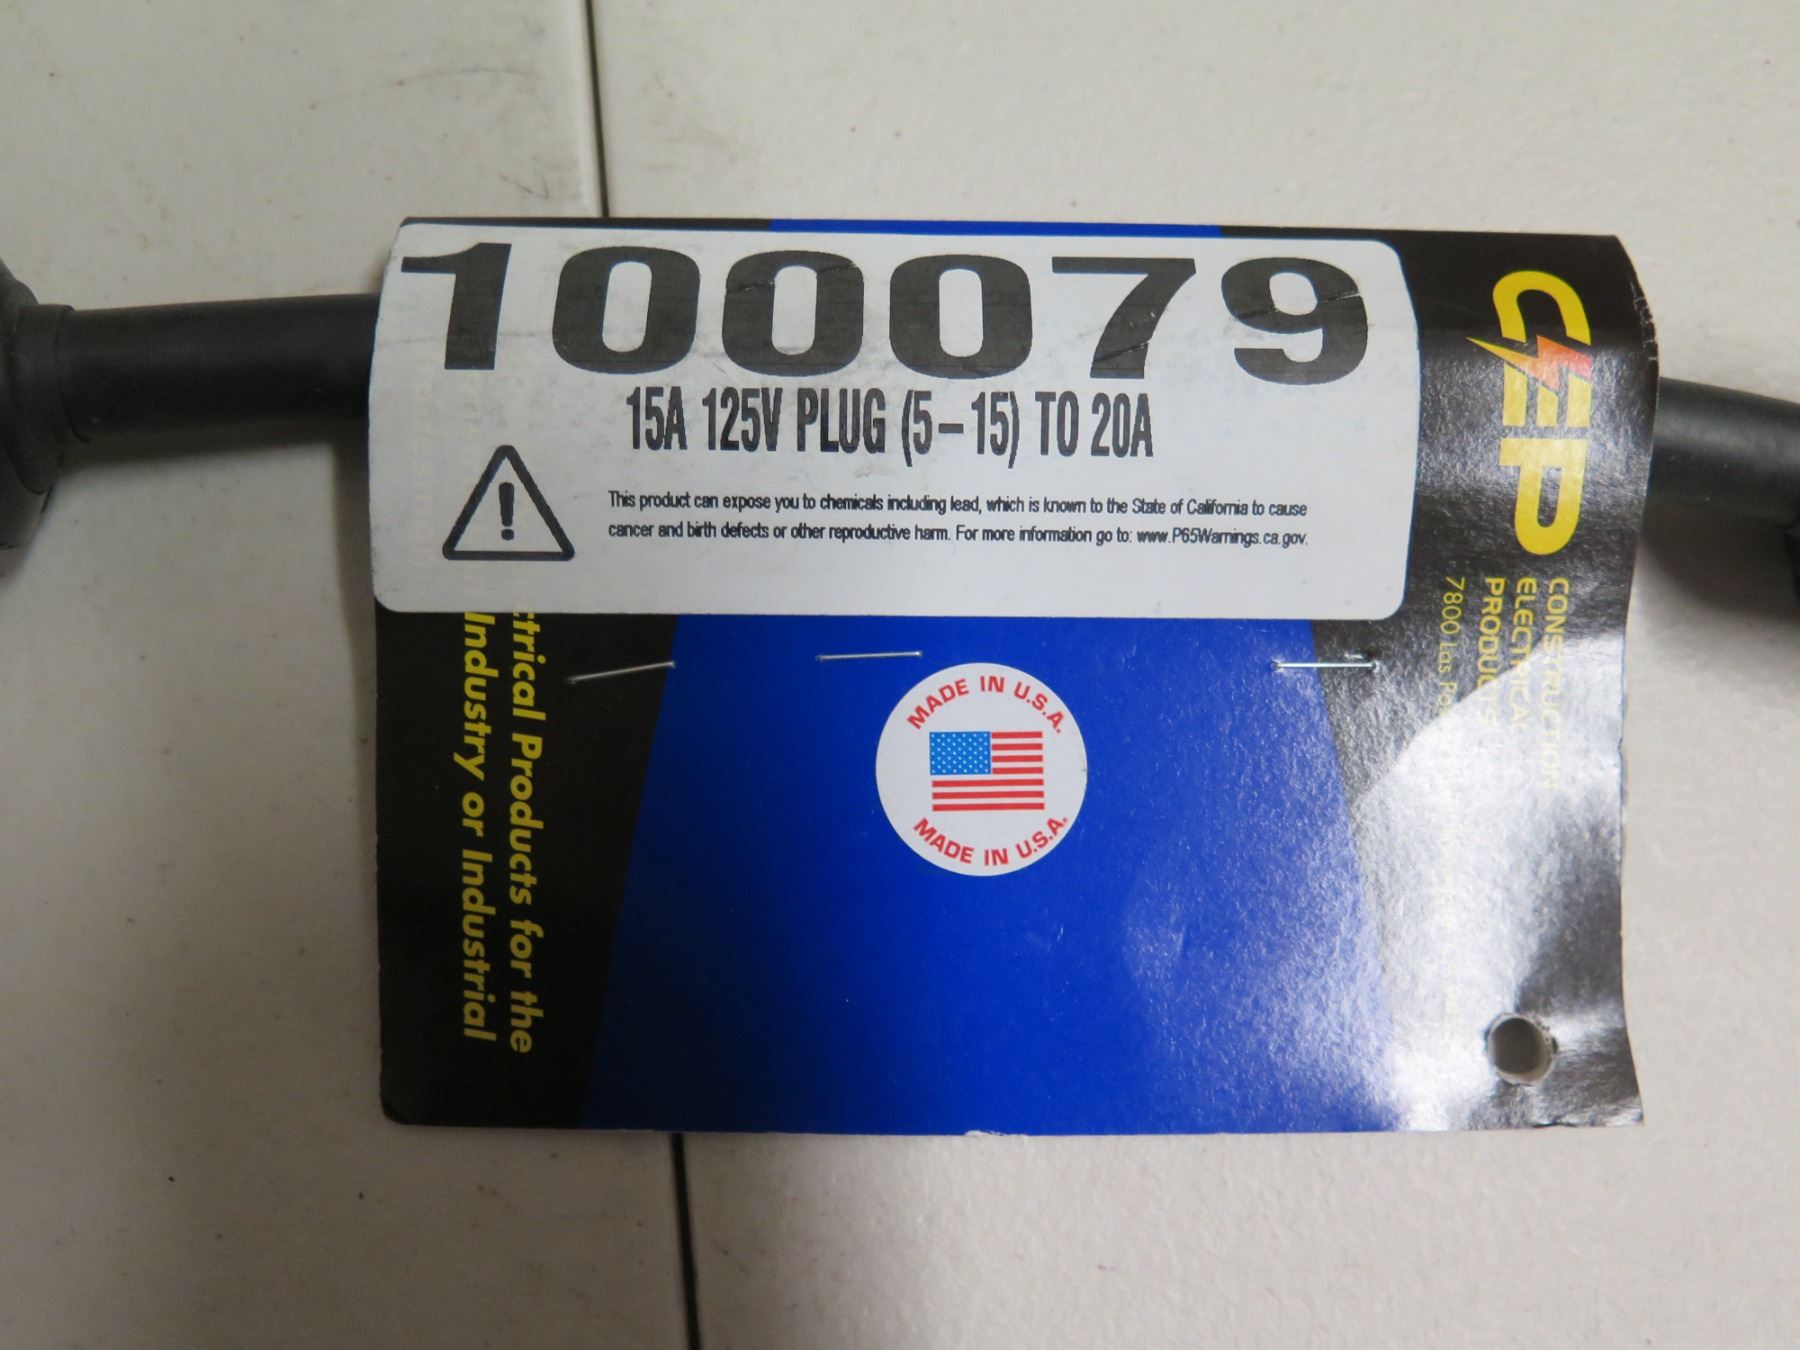 100079
15A 125V PLUG (5-15) TO 20A
This product can expose you to chemicals including lead, which is known to the State of California to cause
cancer and birth defects or other reproductive harm. For more information go to: www.P65Warnings.ca.gov.
CEP
CONSTRUCTION
ELECTRICAL
PRODUCTS
7800 Las
MADE IN U.S.A.
MADE IN U.S.A.
Products for the
Industry or Industrial